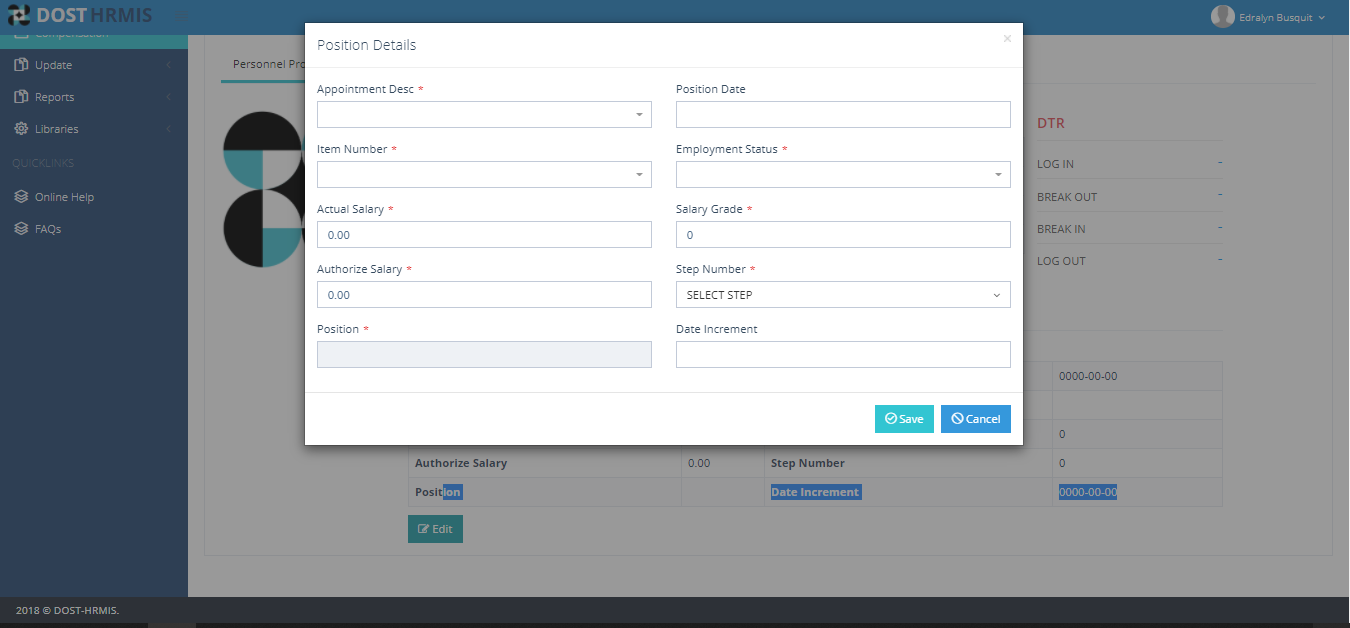 DOST HRMIS
Edralyn Busquit
Compensation
Update
Reports
Libraries
QUICKLINKS
Online Help
FAQs
Position Details
×
Appointment Desc *
Position Date
Item Number *
Employment Status *
Actual Salary *
0.00
Salary Grade *
0
Authorize Salary *
0.00
Step Number *
SELECT STEP
Position *
Date Increment
Save
Cancel
Personnel
DTR
LOG IN -
BREAK OUT -
BREAK IN -
LOG OUT -
0000-00-00
0
Authorize Salary 0.00 Step Number 0
Position Date Increment 0000-00-00
Edit
2018 © DOST-HRMIS.